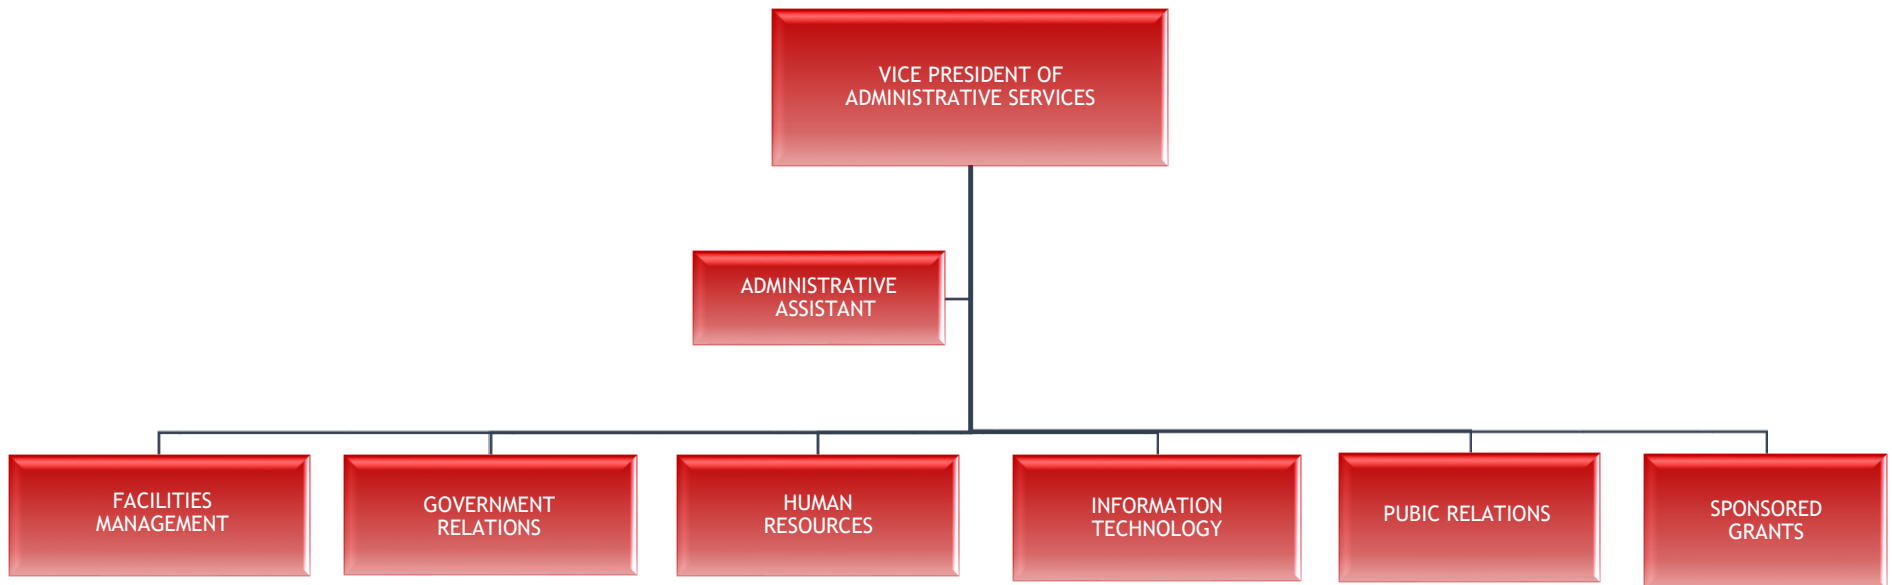 VICE PRESIDENT OF
ADMINISTRATIVE SERVICES
ADMINISTRATIVE
ASSISTANT
FACILITIES
MANAGEMENT
GOVERNMENT
RELATIONS
HUMAN
RESOURCES
INFORMATION
TECHNOLOGY
PUBIC RELATIONS
SPONSORED
GRANTS